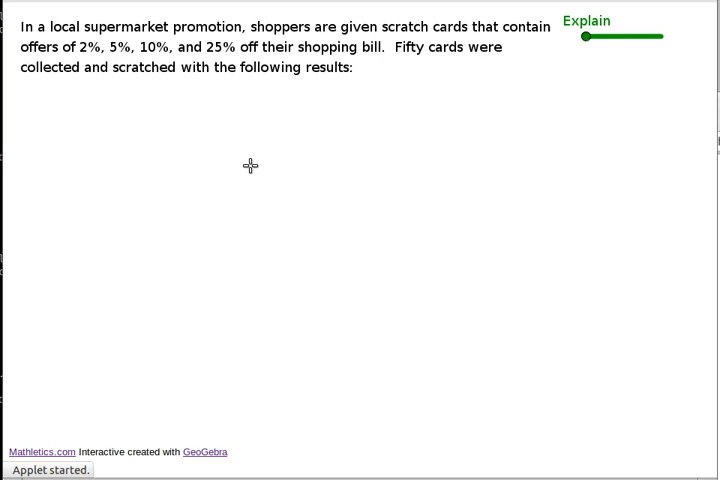 In a local supermarket promotion, shoppers are given scratch cards that contain
offers of 2%, 5%, 10%, and 25% off their shopping bill. Fifty cards were
collected and scratched with the following results:
Explain
Mathletics.com Interactive created with GeoGebra
Applet started.